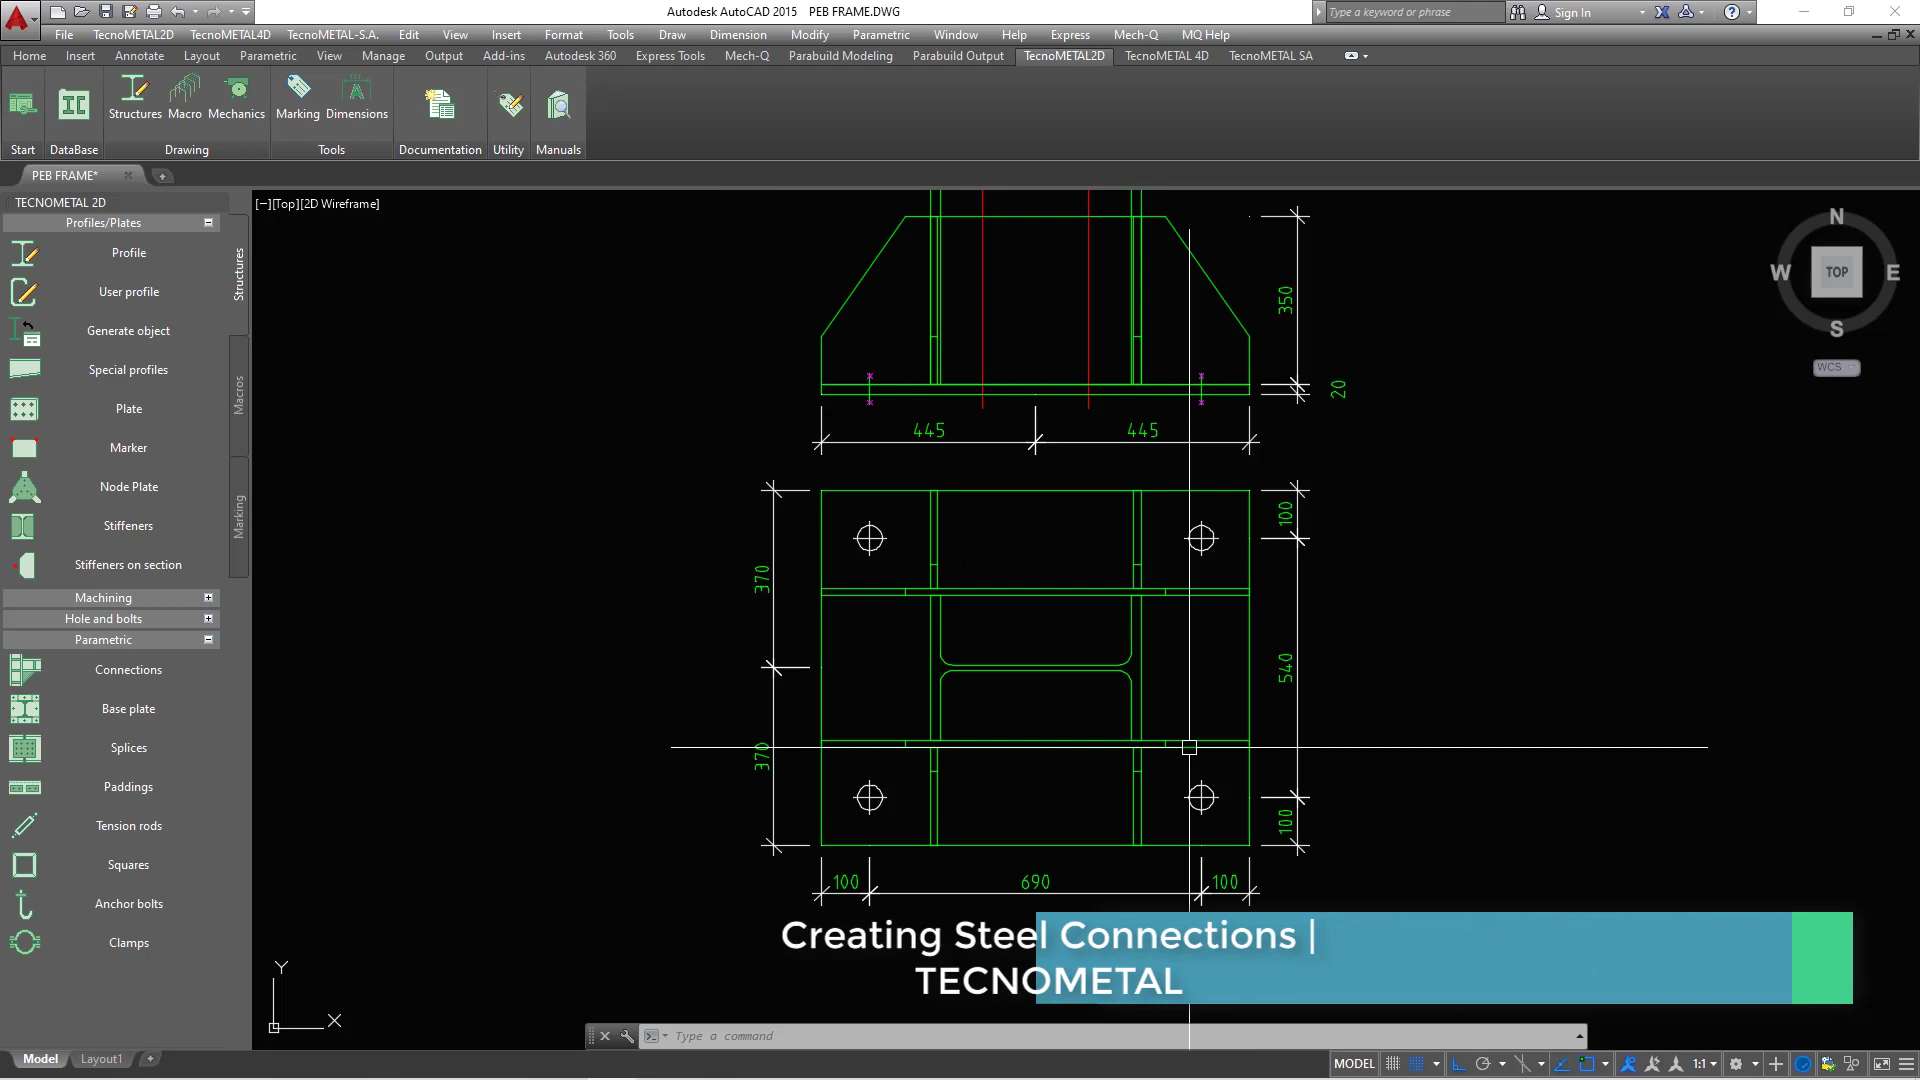 Autodesk AutoCAD 2015 PEB FRAME.DWG
Type a keyword or phrase
Sign In
File TecnoMETAL2D TecnoMETAL4D TecnoMETAL-S.A. Edit View Insert Format Tools Draw Dimension Modify Parametric Window Help Express Mech-Q MQ Help
Home Insert Annotate Layout Parametric View Manage Output Add-ins Autodesk 360 Express Tools Mech-Q Parabuild Modeling Parabuild Output TecnoMETAL2D TecnoMETAL 4D TecnoMETAL SA
Structures Macro Mechanics Marking Dimensions
Start DataBase Drawing Tools Documentation Utility Manuals
PEB FRAME*
TECNOMETAL 2D
Profiles/Plates
Profile
User profile
Generate object
Special profiles
Plate
Marker
Node Plate
Stiffeners
Stiffeners on section
Machining
Hole and bolts
Parametric
Connections
Base plate
Splices
Paddings
Tension rods
Squares
Anchor bolts
Clamps
Structures
Macros
Marking
[−][Top][2D Wireframe]
N
W TOP E
S
WCS
350
20
445 445
370
370
100
540
100
100 690 100
Y
X
Creating Steel Connections |
TECNOMETAL
Type a command
Model Layout1
MODEL 1:1